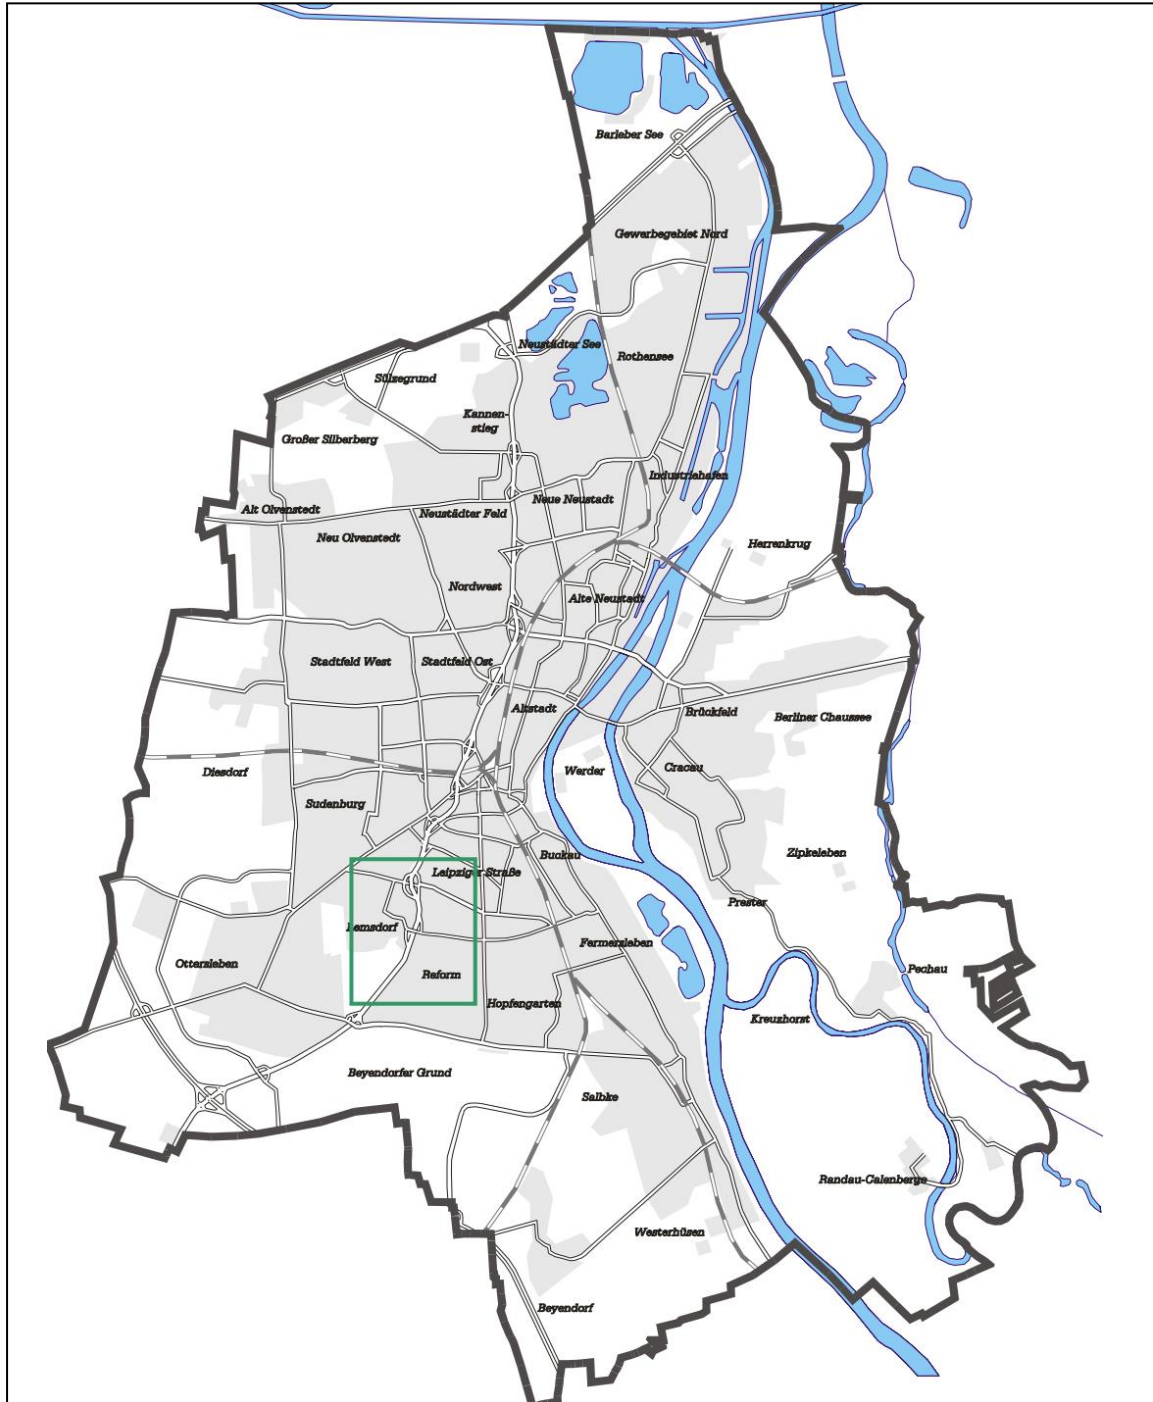 Barleber See
Gewerbegebiet Nord
Neustädter See
Rothensee
Sülzegrund
Kannen-
stieg
Großer Silberberg
Industriehafen
Neue Neustadt
Alt Olvenstedt
Neustädter Feld
Neu Olvenstedt
Herrenkrug
Nordwest
Alte Neustadt
Stadtfeld West
Stadtfeld Ost
Altstadt
Brückfeld
Berliner Chaussee
Diesdorf
Werder
Cracau
Sudenburg
Buckau
Zipkeleben
Leipziger Straße
Prester
Lemsdorf
Fermersleben
Ottersleben
Reform
Pechau
Hopfengarten
Kreuzhorst
Beyendorfer Grund
Salbke
Randau-Calenberge
Westerhüsen
Beyendorf